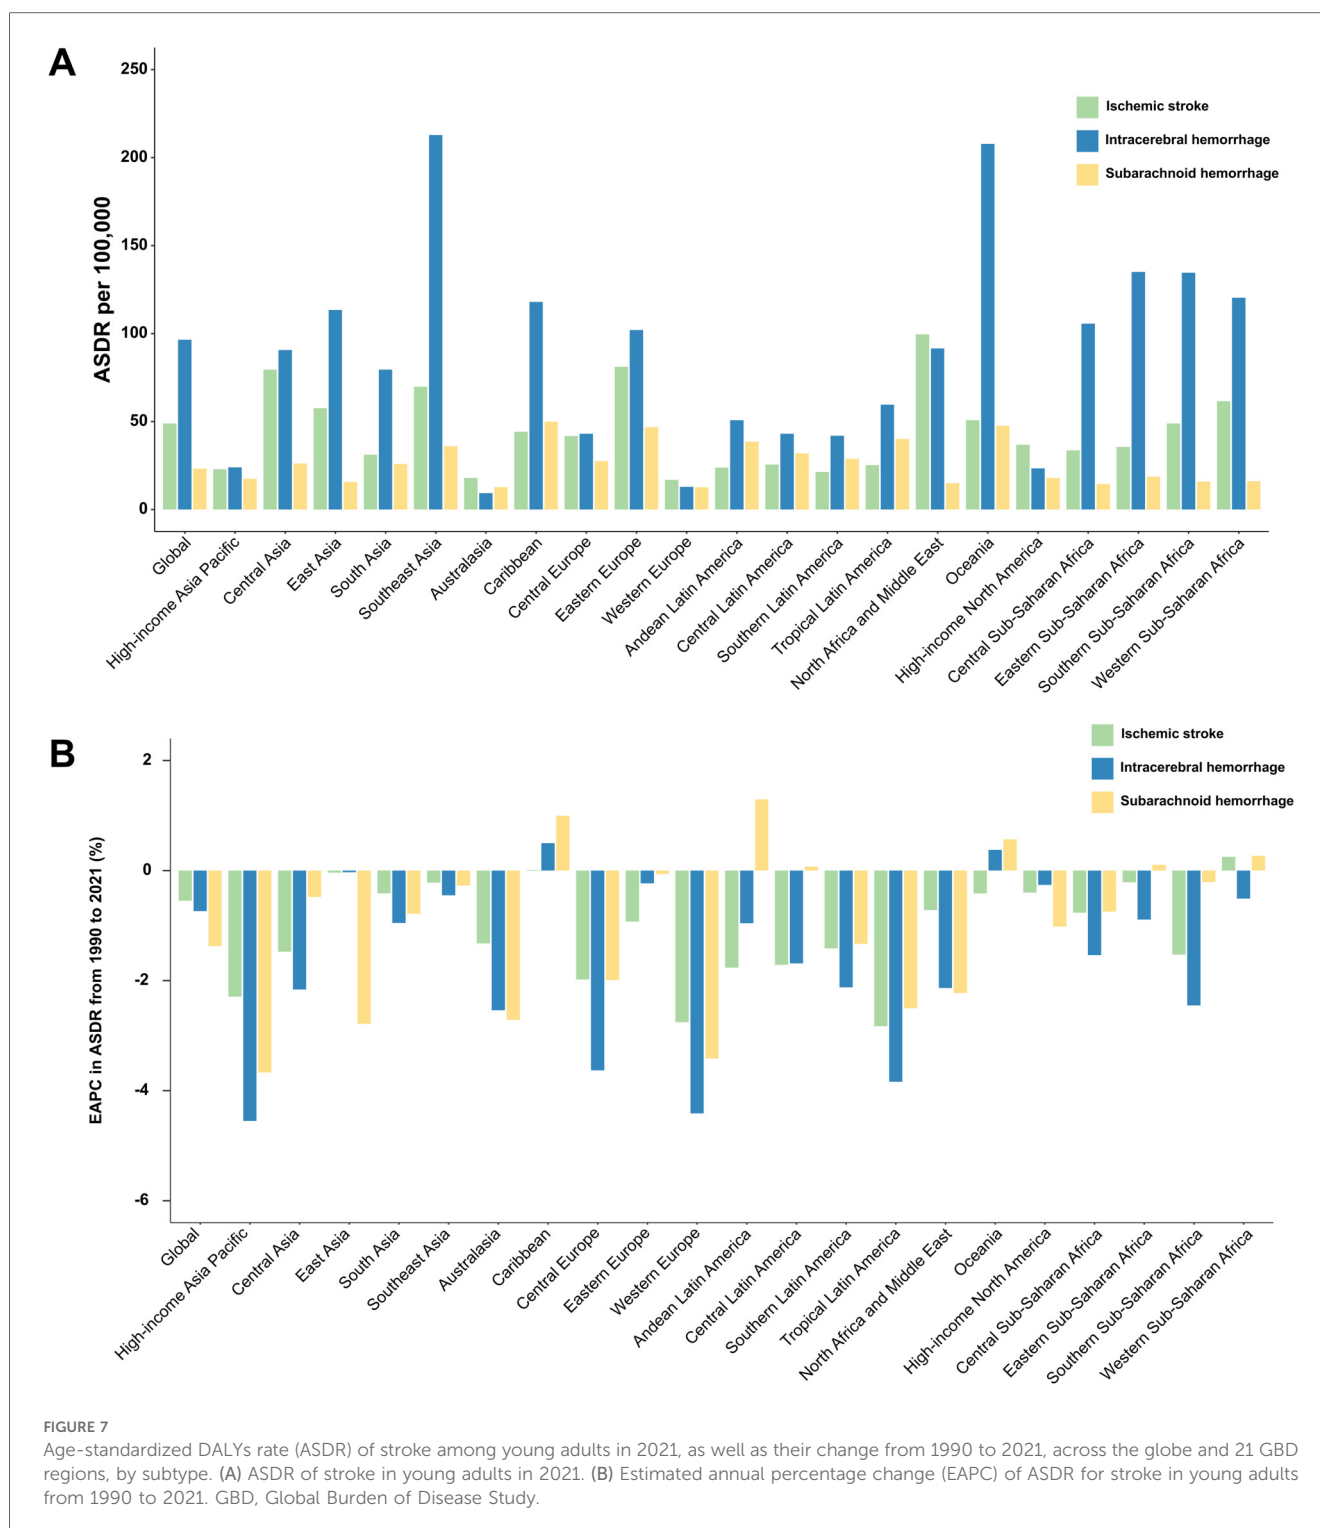 A
250
200
150
100
50
0
ASDR per 100,000
Ischemic stroke
Intracerebral hemorrhage
Subarachnoid hemorrhage
Global
High-income Asia Pacific
Central Asia
East Asia
South Asia
Southeast Asia
Australasia
Caribbean
Central Europe
Eastern Europe
Western Europe
Andean Latin America
Central Latin America
Southern Latin America
Tropical Latin America
North Africa and Middle East
Oceania
High-income North America
Central Sub-Saharan Africa
Eastern Sub-Saharan Africa
Southern Sub-Saharan Africa
Western Sub-Saharan Africa
B
2
0
-2
-4
-6
EAPC in ASDR from 1990 to 2021 (%)
Ischemic stroke
Intracerebral hemorrhage
Subarachnoid hemorrhage
Global
High-income Asia Pacific
Central Asia
East Asia
South Asia
Southeast Asia
Australasia
Caribbean
Central Europe
Eastern Europe
Western Europe
Andean Latin America
Central Latin America
Southern Latin America
Tropical Latin America
North Africa and Middle East
Oceania
High-income North America
Central Sub-Saharan Africa
Eastern Sub-Saharan Africa
Southern Sub-Saharan Africa
Western Sub-Saharan Africa
FIGURE 7
Age-standardized DALYs rate (ASDR) of stroke among young adults in 2021, as well as their change from 1990 to 2021, across the globe and 21 GBD
regions, by subtype. (A) ASDR of stroke in young adults in 2021. (B) Estimated annual percentage change (EAPC) of ASDR for stroke in young adults
from 1990 to 2021. GBD, Global Burden of Disease Study.